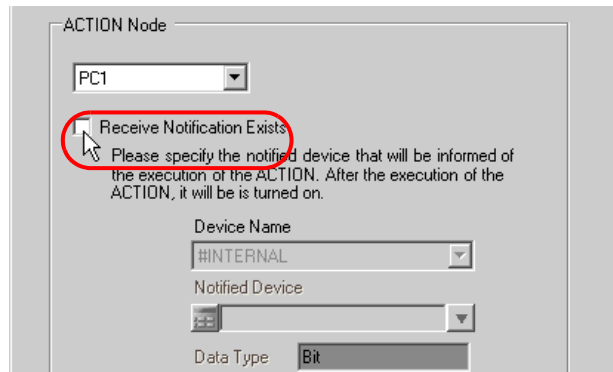 ACTION Node
PC1
Receive Notification Exists
Please specify the notified device that will be informed of
the execution of the ACTION. After the execution of the
ACTION, it will be is turned on.
Device Name
#INTERNAL
Notified Device
Data Type Bit